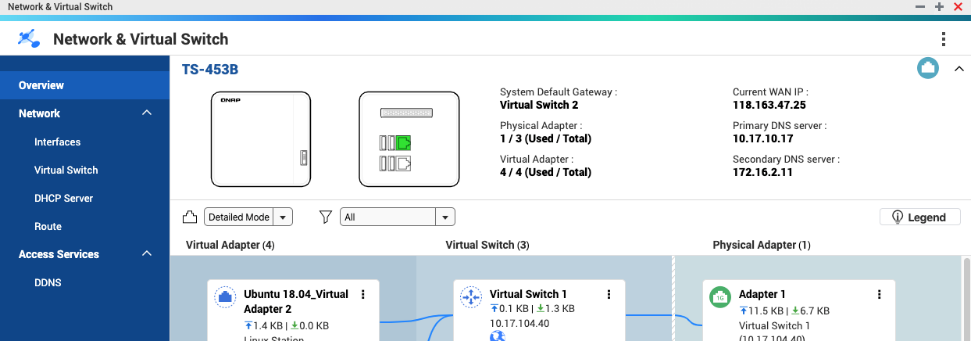 Network & Virtual Switch
Network & Virtual Switch
Overview
Network
Interfaces
Virtual Switch
DHCP Server
Route
Access Services
DDNS
TS-453B
QNAP
System Default Gateway :
Virtual Switch 2
Physical Adapter :
1 / 3 (Used / Total)
Virtual Adapter :
4 / 4 (Used / Total)
Current WAN IP :
118.163.47.25
Primary DNS server :
10.17.10.17
Secondary DNS server :
172.16.2.11
Detailed Mode
All
Legend
Virtual Adapter (4)
Virtual Switch (3)
Physical Adapter (1)
Ubuntu 18.04_Virtual
Adapter 2
1.4 KB | 0.0 KB
Linux Station
Virtual Switch 1
0.1 KB | 1.3 KB
10.17.104.40
1G
Adapter 1
11.5 KB | 6.7 KB
Virtual Switch 1
(10.17.104.40)